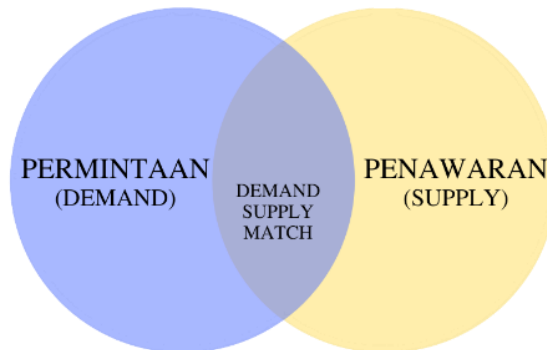 PERMINTAAN
(DEMAND)
DEMAND
SUPPLY
MATCH
PENAWARAN
(SUPPLY)